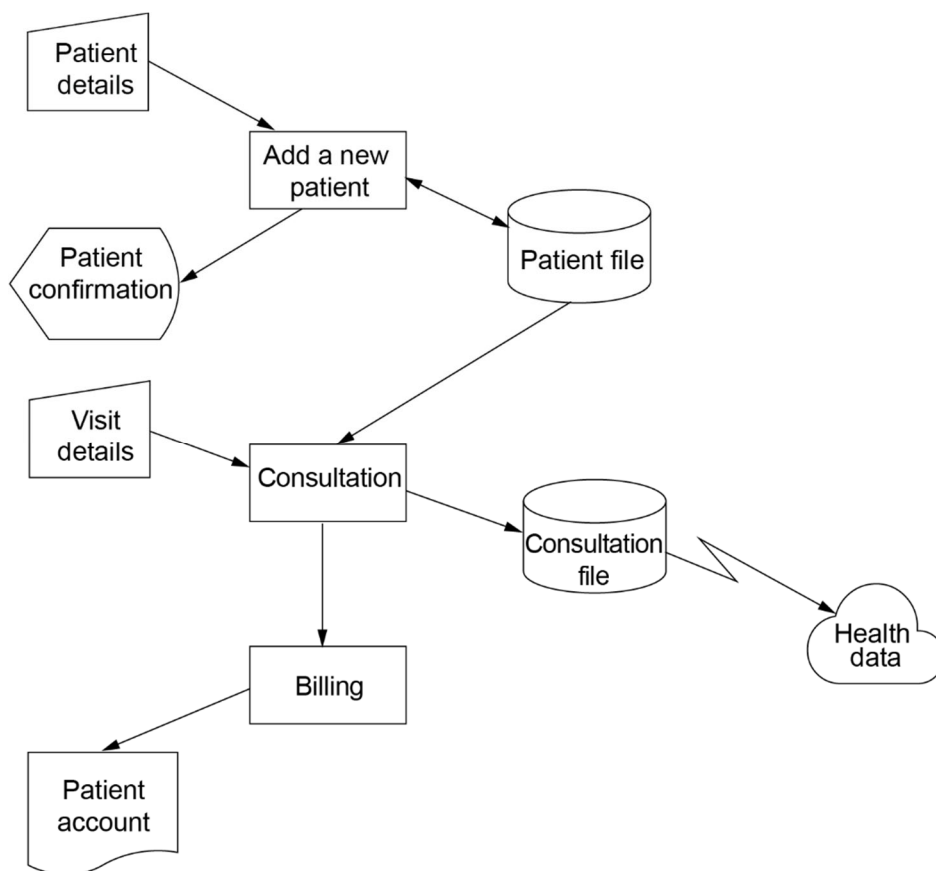 Patient
details
Add a new
patient
Patient
confirmation
Patient file
Visit
details
Consultation
Consultation
file
Health
data
Billing
Patient
account